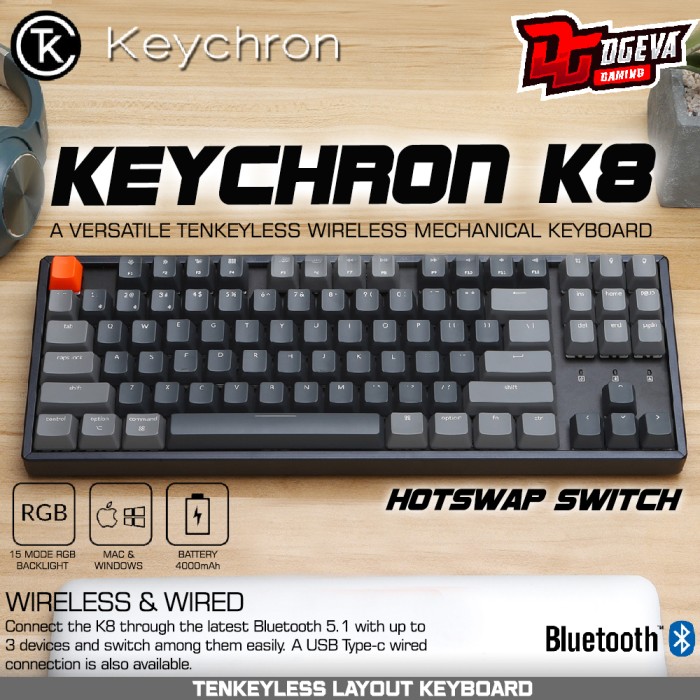 TK Keychron
DGEVA
GAMING
KEYCHRON K8
A VERSATILE TENKEYLESS WIRELESS MECHANICAL KEYBOARD
HOTSWAP SWITCH
RGB
15 MODE RGB
BACKLIGHT
MAC &
WINDOWS
BATTERY
4000mAh
WIRELESS & WIRED
Connect the K8 through the latest Bluetooth 5.1 with up to
3 devices and switch among them easily. A USB Type-c wired
connection is also available.
Bluetooth™
TENKEYLESS LAYOUT KEYBOARD